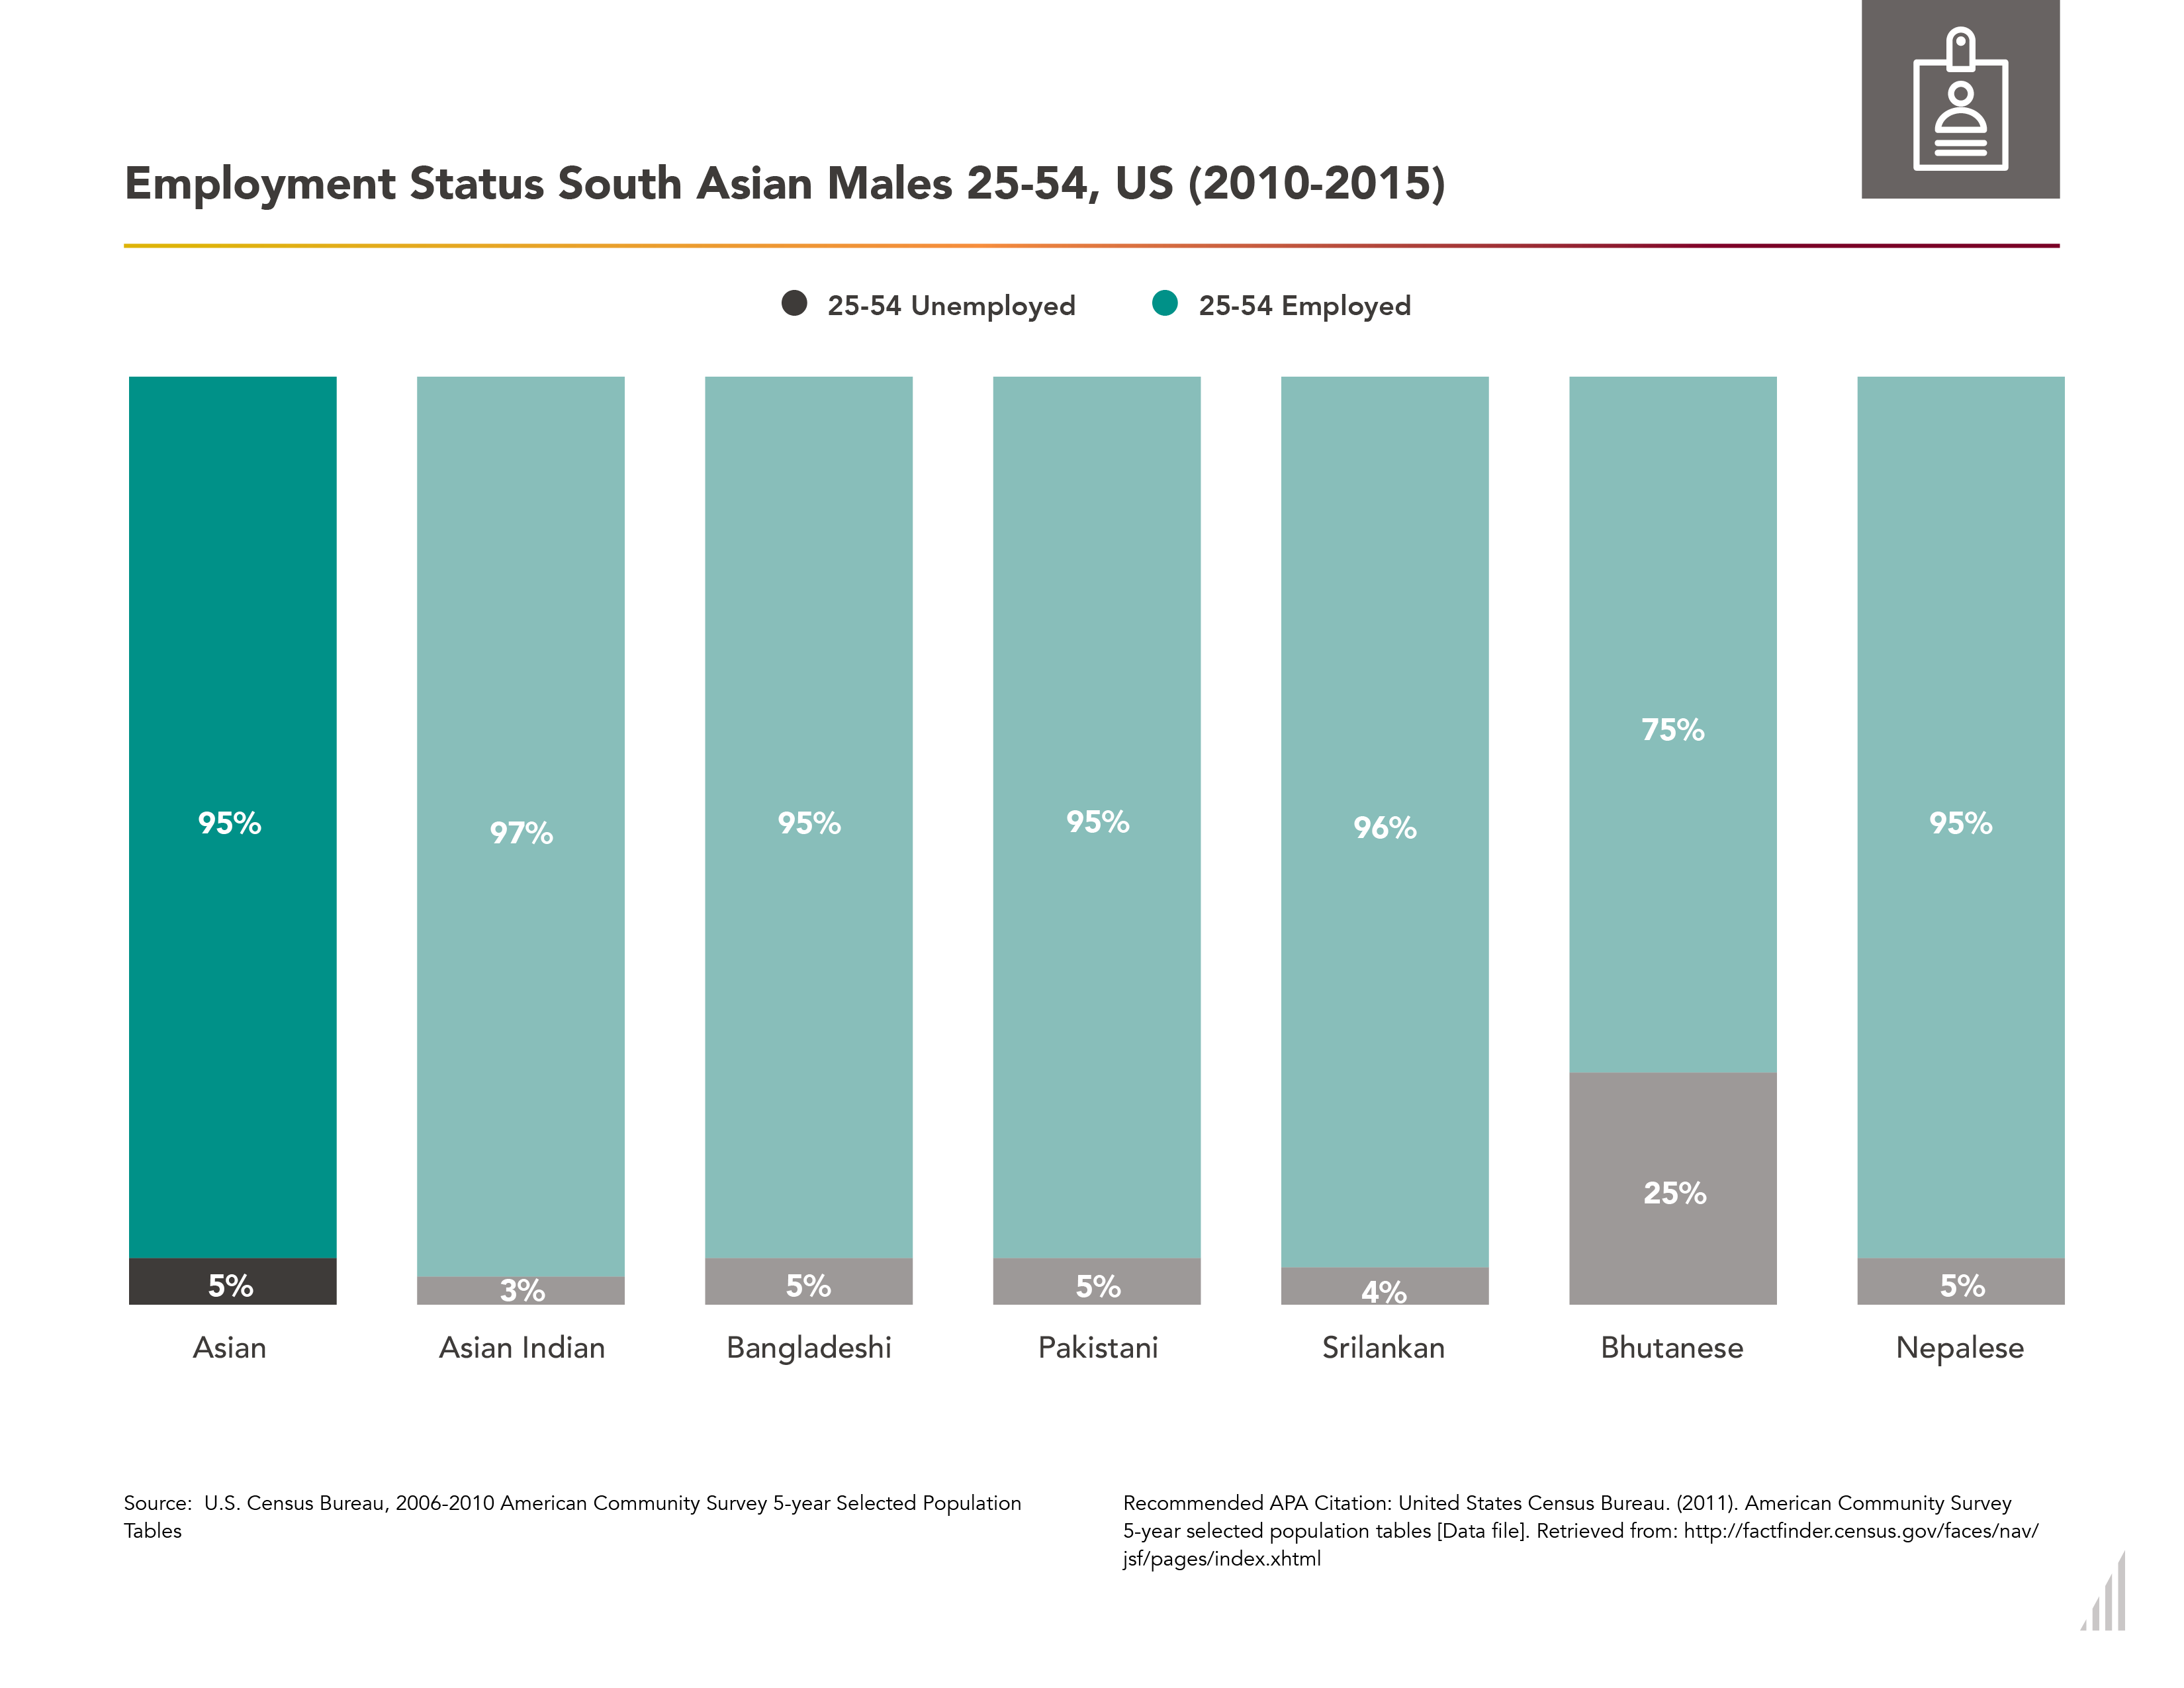 Employment Status South Asian Males 25-54, US (2010-2015)
25-54 Unemployed 25-54 Employed
95% 97% 95% 95% 96% 75% 95%
5% 3% 5% 5% 4% 25% 5%
Asian Asian Indian Bangladeshi Pakistani Srilankan Bhutanese Nepalese
Source:  U.S. Census Bureau, 2006-2010 American Community Survey 5-year Selected Population
Tables
Recommended APA Citation: United States Census Bureau. (2011). American Community Survey
5-year selected population tables [Data file]. Retrieved from: http://factfinder.census.gov/faces/nav/
jsf/pages/index.xhtml